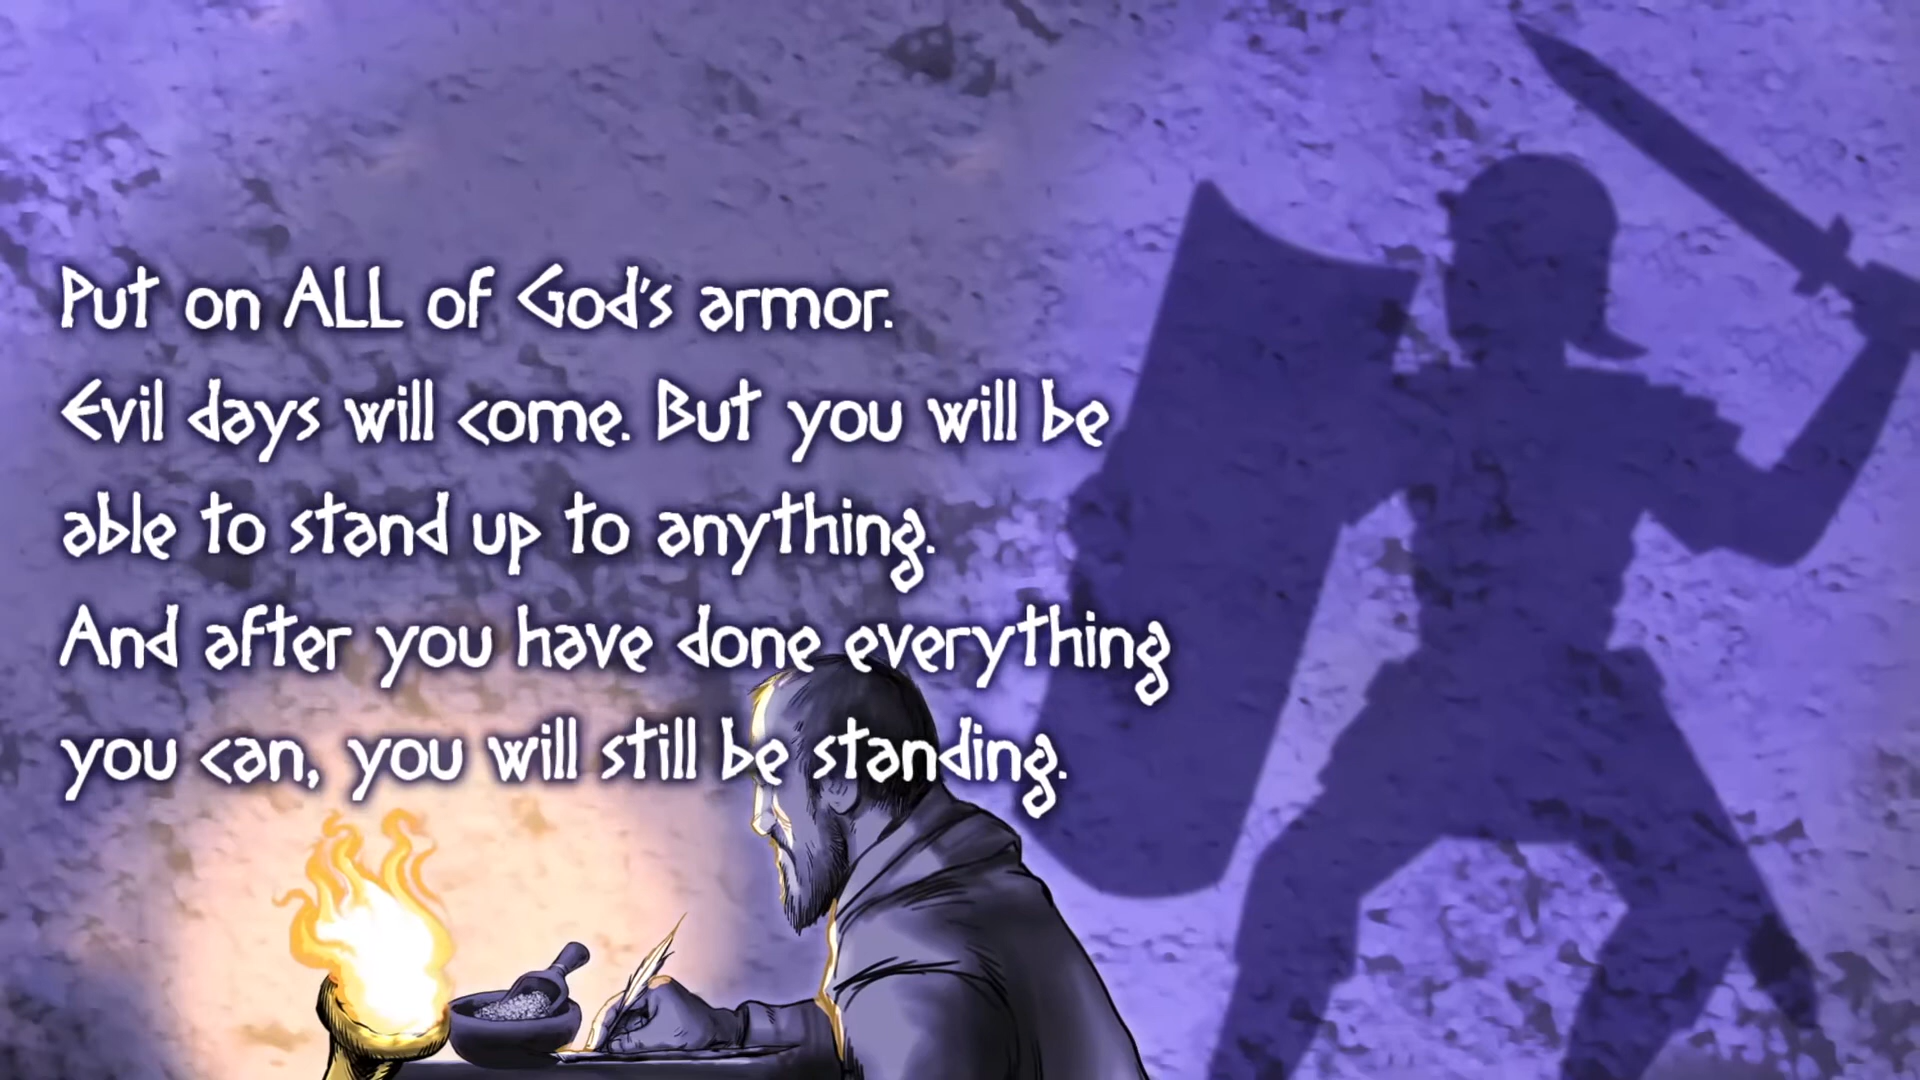 Put on ALL of God's armor.
Evil days will come. But you will be
able to stand up to anything.
And after you have done everything
you can, you will still be standing.